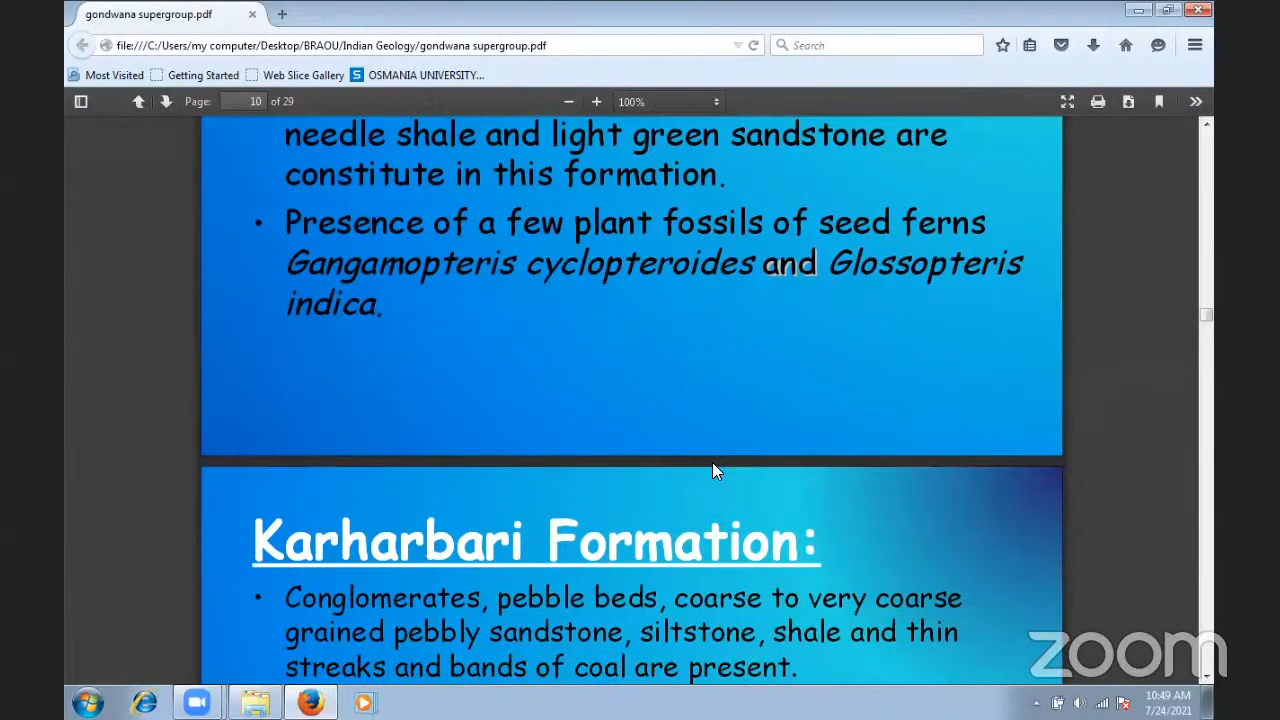 gondwana supergroup.pdf
file:///C:/Users/my computer/Desktop/BRAOU/Indian Geology/gondwana supergroup.pdf
Search
Most Visited
Getting Started
Web Slice Gallery
OSMANIA UNIVERSITY...
Page: 10 of 29
100%
needle shale and light green sandstone are
constitute in this formation.
• Presence of a few plant fossils of seed ferns
Gangamopteris cyclopteroides and Glossopteris
indica.
Karharbari Formation:
• Conglomerates, pebble beds, coarse to very coarse
grained pebbly sandstone, siltstone, shale and thin
streaks and bands of coal are present.
zoom
10:49 AM
7/24/2021